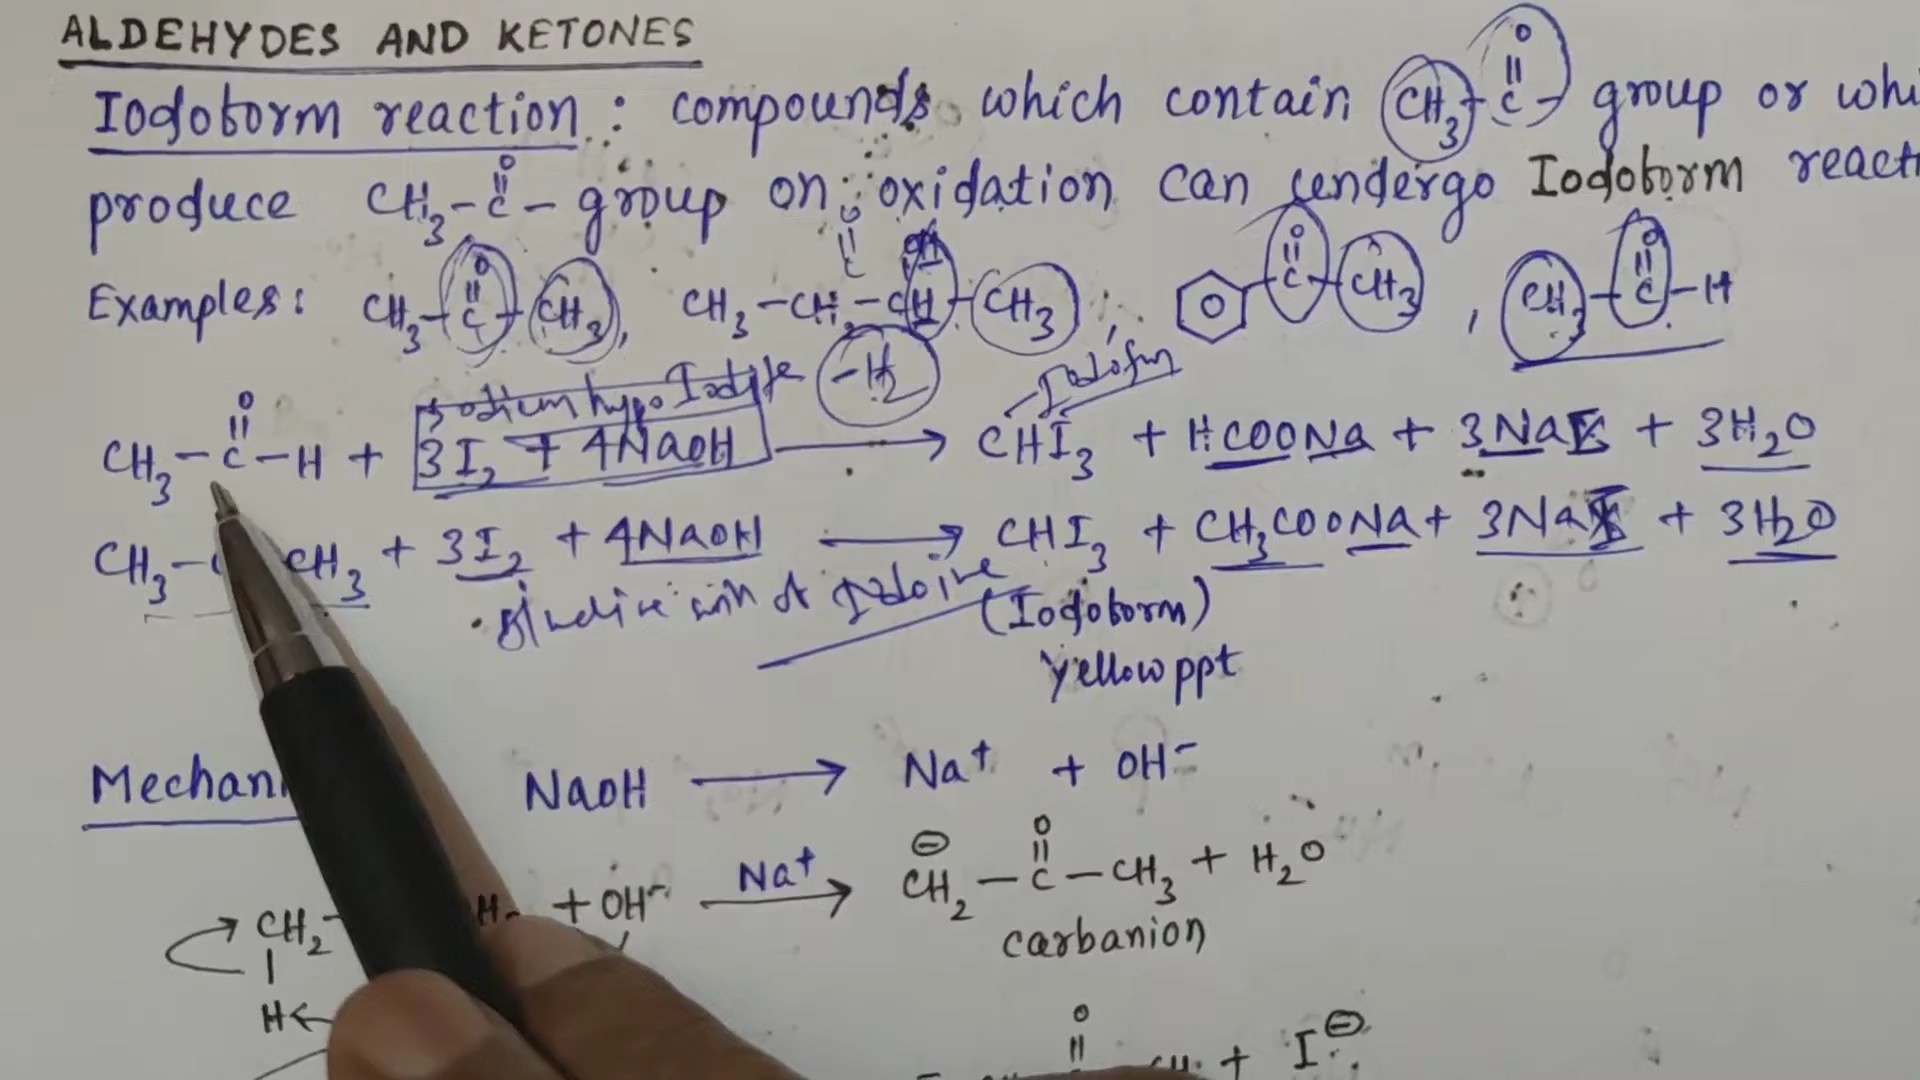 ALDEHYDES AND KETONES
Iodoform reaction : compounds which contain CH3-C(=O)- group or whi
produce CH3-C(=O)- group on oxidation can undergo Iodoform react
Examples: CH3-C(=O)-CH3, CH3-CH2-CH(OH)-CH3, C(=O)-CH3, CH3-C(=O)-H
sodium hypo Iodite -H2 Iodoform
CH3-C(=O)-H + 3I2 + 4NaOH → CHI3 + HCOONa + 3NaI + 3H2O
CH3- CH3 + 3I2 + 4NaOH → CHI3 + CH3COONa + 3NaI + 3H2O
Iodine (Iodoform)
yellow ppt
Mechani NaOH → Na+ + OH-
CH2- + OH- Na+ → ⊖CH2-C(=O)-CH3 + H2O
H carbanion
O
+ I⊖